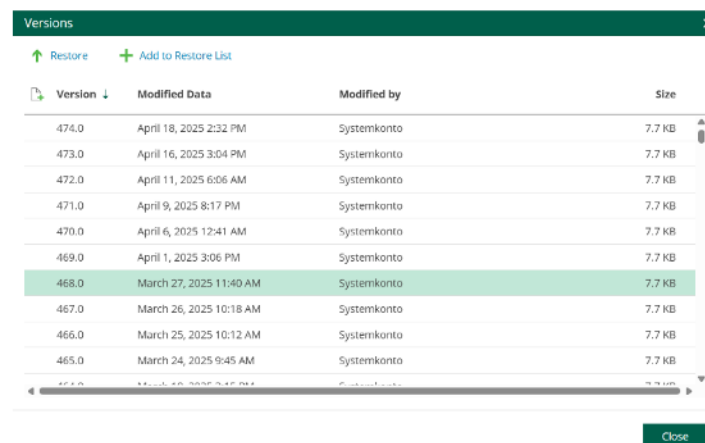 Versions
Restore Add to Restore List
Version ↓ Modified Data Modified by Size
474.0 April 18, 2025 2:32 PM Systemkonto 7.7 KB
473.0 April 16, 2025 3:04 PM Systemkonto 7.7 KB
472.0 April 11, 2025 6:06 AM Systemkonto 7.7 KB
471.0 April 9, 2025 8:17 PM Systemkonto 7.7 KB
470.0 April 6, 2025 12:41 AM Systemkonto 7.7 KB
469.0 April 1, 2025 3:06 PM Systemkonto 7.7 KB
468.0 March 27, 2025 11:40 AM Systemkonto 7.7 KB
467.0 March 26, 2025 10:18 AM Systemkonto 7.7 KB
466.0 March 25, 2025 10:12 AM Systemkonto 7.7 KB
465.0 March 24, 2025 9:45 AM Systemkonto 7.7 KB
Close